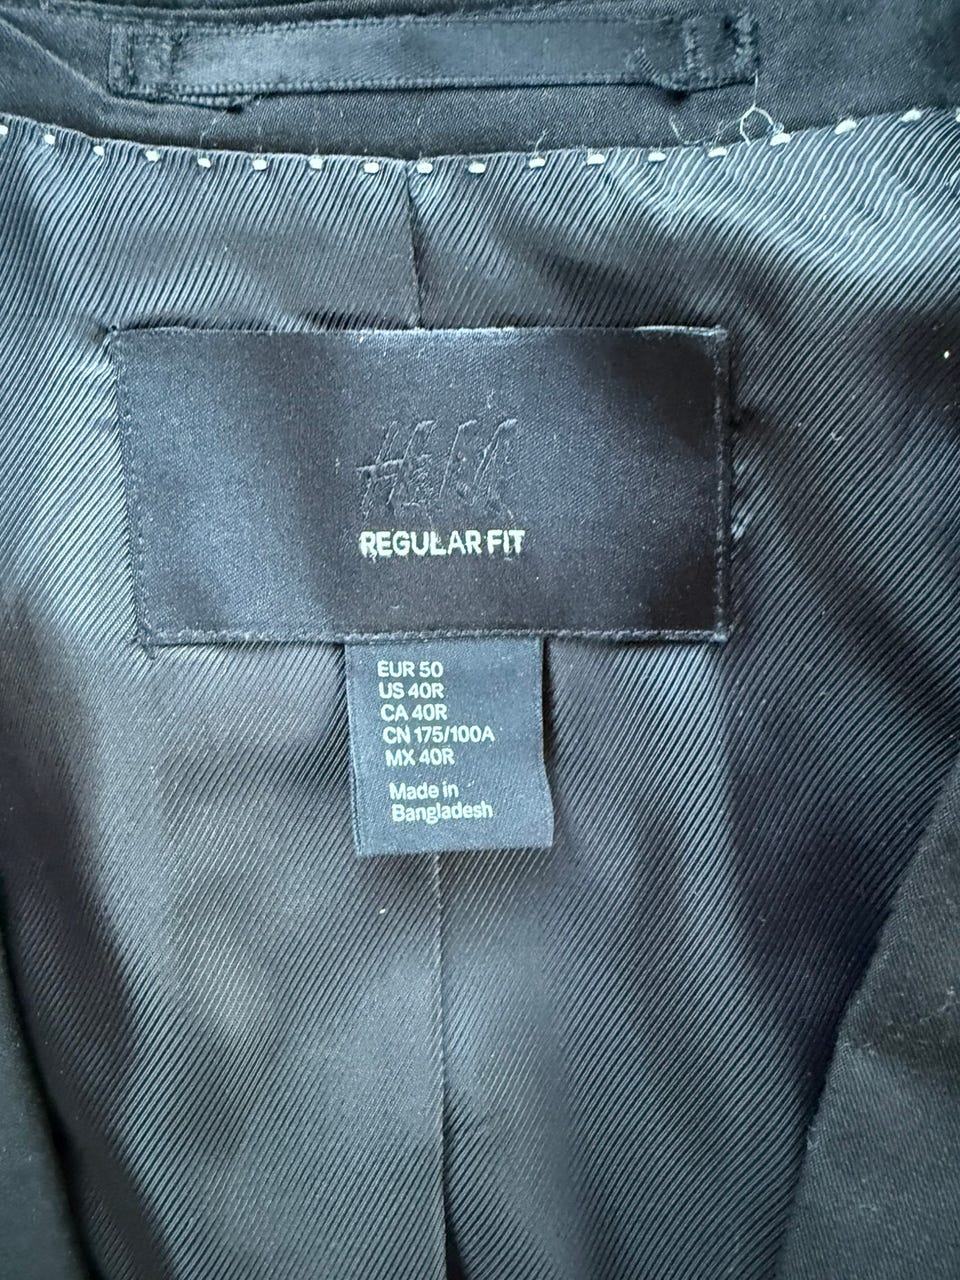 H&M
REGULAR FIT
EUR 50
US 40R
CA 40R
CN 175/100A
MX 40R
Made in
Bangladesh